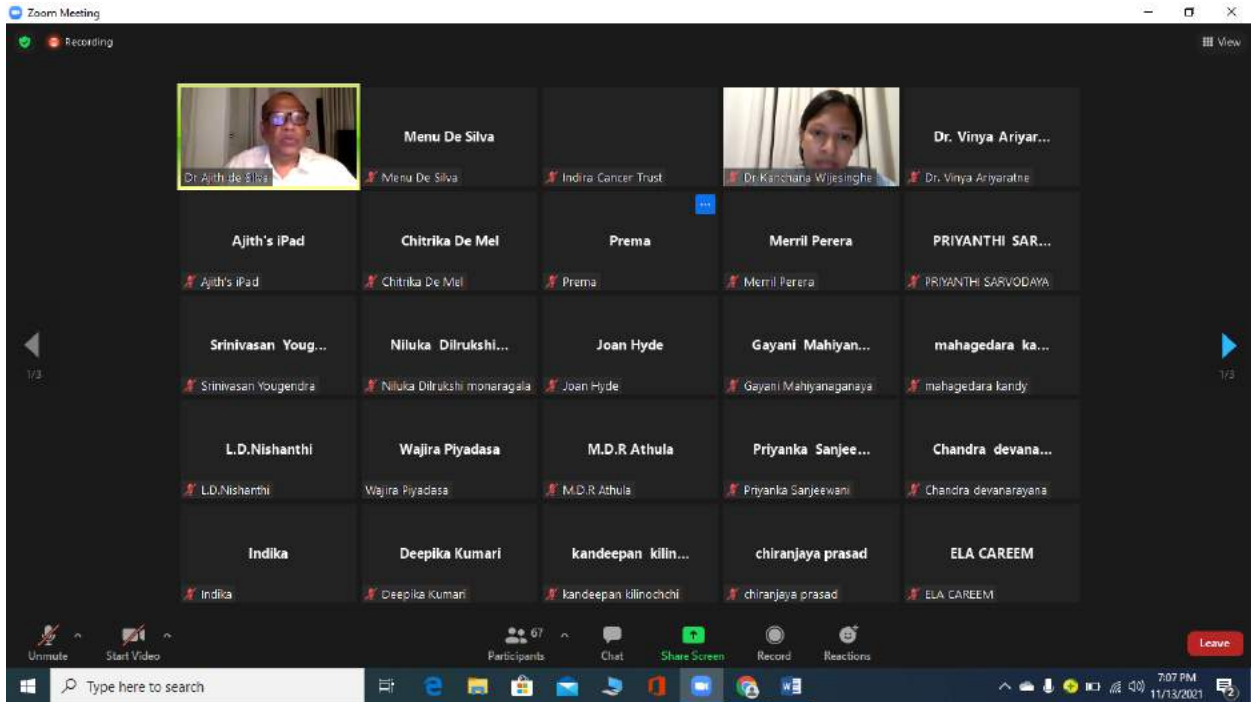 Zoom Meeting
Recording
View
Dr Ajith de Silva
Menu De Silva
Menu De Silva
Indira Cancer Trust
Dr Kanchana Wijesinghe
Dr. Vinya Ariyar...
Dr. Vinya Ariyaratne
Ajith's iPad
Ajith's iPad
Chitrika De Mel
Chitrika De Mel
Prema
Prema
Merril Perera
Merril Perera
PRIYANTHI SAR...
PRIYANTHI SARVODAYA
1/3
Srinivasan Youg...
Srinivasan Yougendra
Niluka Dilrukshi...
Niluka Dilrukshi monaragala
Joan Hyde
Joan Hyde
Gayani Mahiyan...
Gayani Mahiyanaganaya
mahagedara ka...
mahagedara kandy
1/3
L.D.Nishanthi
L.D.Nishanthi
Wajira Piyadasa
Wajira Piyadasa
M.D.R Athula
M.D.R Athula
Priyanka Sanjee...
Priyanka Sanjeewani
Chandra devana...
Chandra devanarayana
Indika
Indika
Deepika Kumari
Deepika Kumari
kandeepan kilin...
kandeepan kilinochchi
chiranjaya prasad
chiranjaya prasad
ELA CAREEM
ELA CAREEM
Unmute
Start Video
67
Participants
Chat
Share Screen
Record
Reactions
Leave
Type here to search
7:07 PM
11/13/2021
2